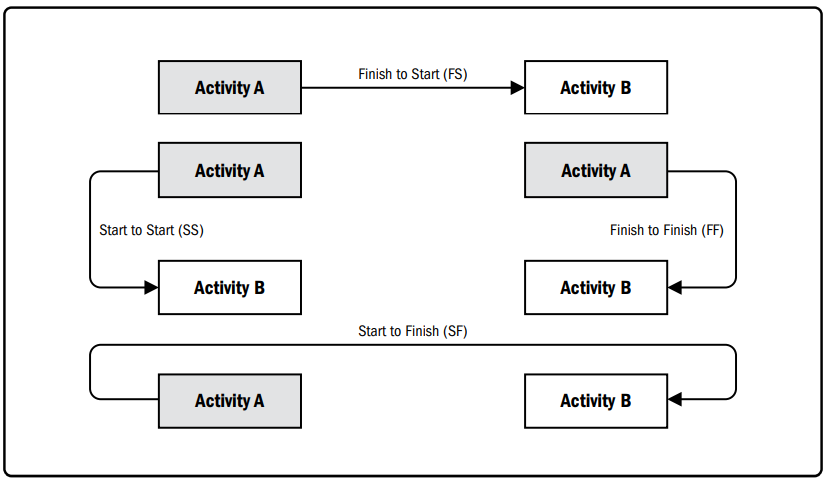 Finish to Start (FS)
Activity A
Activity B
Activity A
Activity A
Start to Start (SS)
Finish to Finish (FF)
Activity B
Activity B
Start to Finish (SF)
Activity A
Activity B